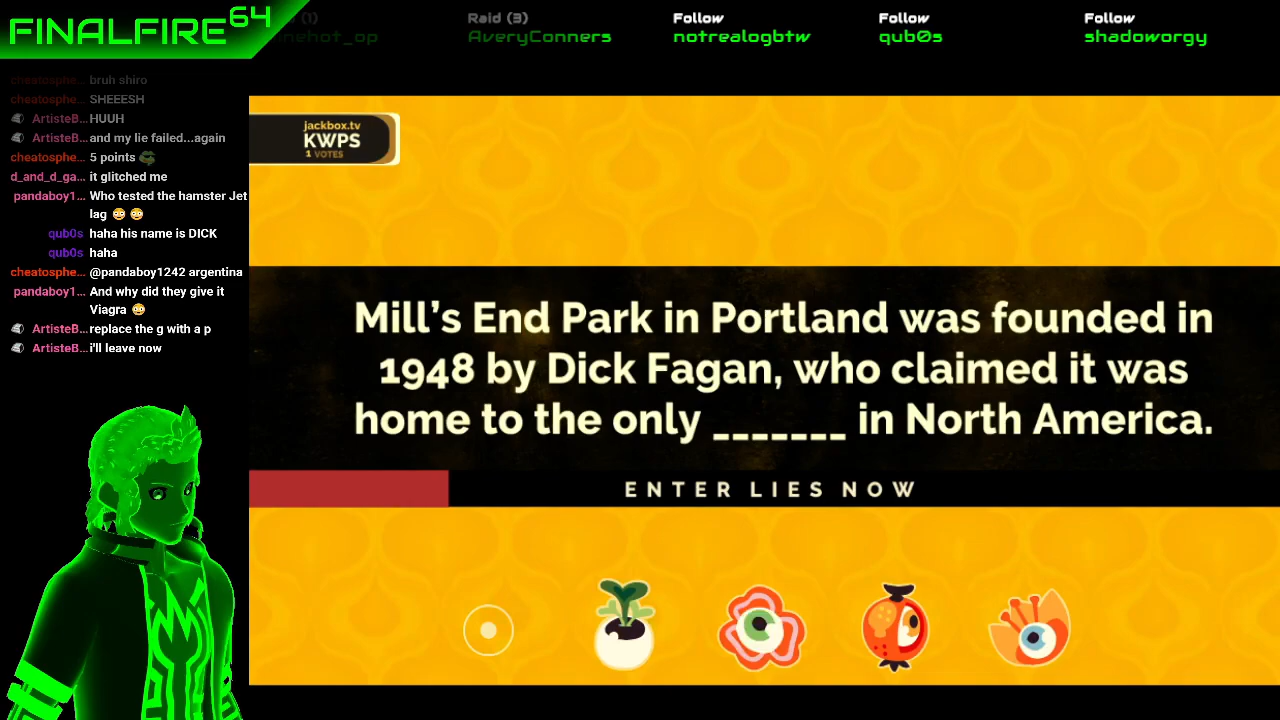 FINALFIRE64
(1)
nehot_op
Raid (3)
AveryConners
Follow
notrealogbtw
Follow
qub0s
Follow
shadoworgy
cheatosphe... bruh shiro
cheatosphe... SHEEESH
ArtisteB... HUUH
ArtisteB... and my lie failed...again
cheatosphe... 5 points
d_and_d_ga... it glitched me
pandaboy1... Who tested the hamster Jet
lag 😳 😳
qub0s haha his name is DICK
qub0s haha
cheatosphe... @pandaboy1242 argentina
pandaboy1... And why did they give it
Viagra 😳
ArtisteB... replace the g with a p
ArtisteB... i'll leave now
jackbox.tv
KWPS
1 VOTES
Mill's End Park in Portland was founded in
1948 by Dick Fagan, who claimed it was
home to the only _______ in North America.
ENTER LIES NOW